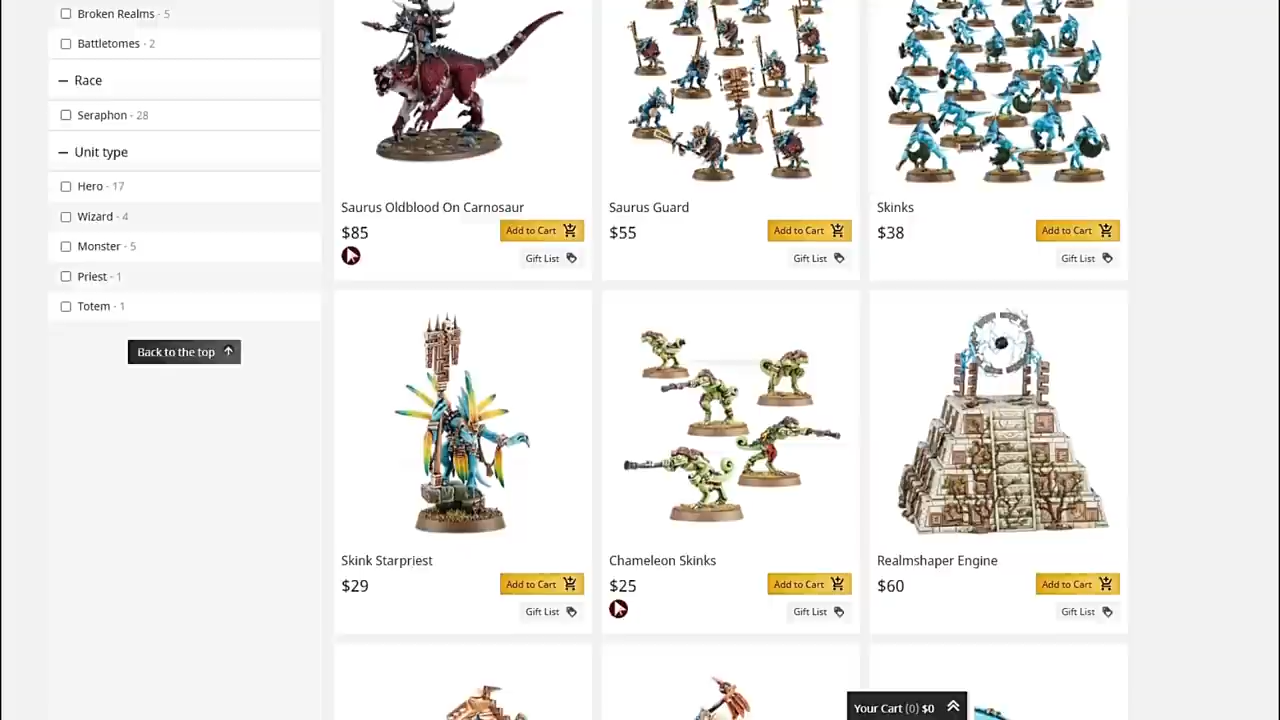 Broken Realms - 5
Battletomes - 2
Race
Seraphon - 28
Unit type
Hero - 17
Wizard - 4
Monster - 5
Priest - 1
Totem - 1
Back to the top
Saurus Oldblood On Carnosaur
$85
Add to Cart
Gift List
Saurus Guard
$55
Add to Cart
Gift List
Skinks
$38
Add to Cart
Gift List
Skink Starpriest
$29
Add to Cart
Gift List
Chameleon Skinks
$25
Add to Cart
Gift List
Realmshaper Engine
$60
Add to Cart
Gift List
Your Cart (0) $0